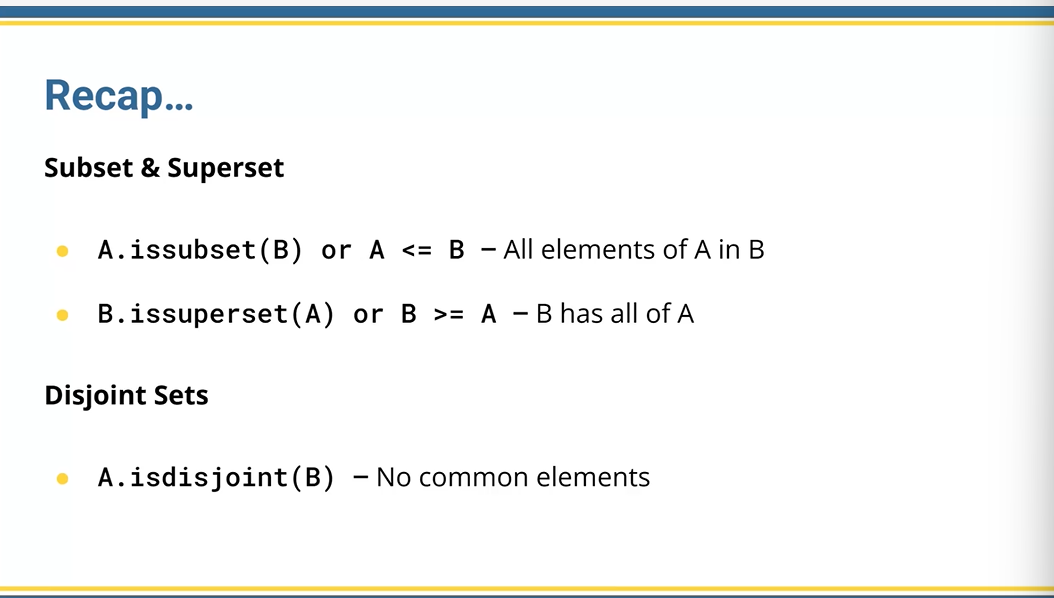 Recap...
Subset & Superset
● A.issubset(B) or A <= B – All elements of A in B
● B.issuperset(A) or B >= A – B has all of A
Disjoint Sets
● A.isdisjoint(B) – No common elements